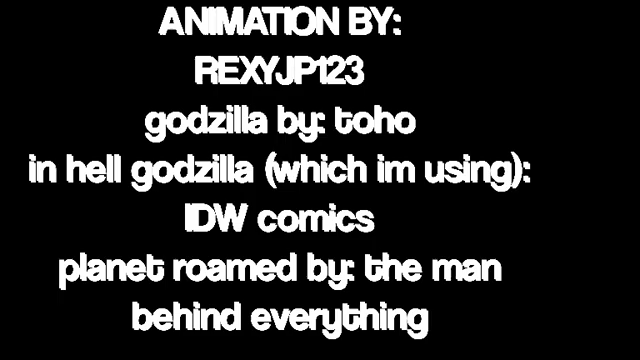 ANIMATION BY:
REXYJP123
godzilla by: toho
in hell godzilla (which im using):
IDW comics
planet roamed by: the man
behind everything